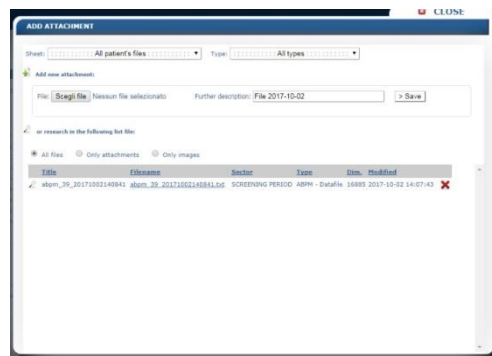 CLOSE
ADD ATTACHMENT
Sheet: :::::::::::: All patient's files :::::::::::: Type: :::::::::::: All types ::::::::::::
Add new attachment:
File: Scegli file Nessun file selezionato Further description: File 2017-10-02 > Save
or research in the following list file:
All files Only attachments Only images
Title Filename Sector Type Dim. Modified
abpm_39_20171002140841 abpm_39_20171002140841.txt SCREENING PERIOD ABPM - Datafile 16885 2017-10-02 14:07:43